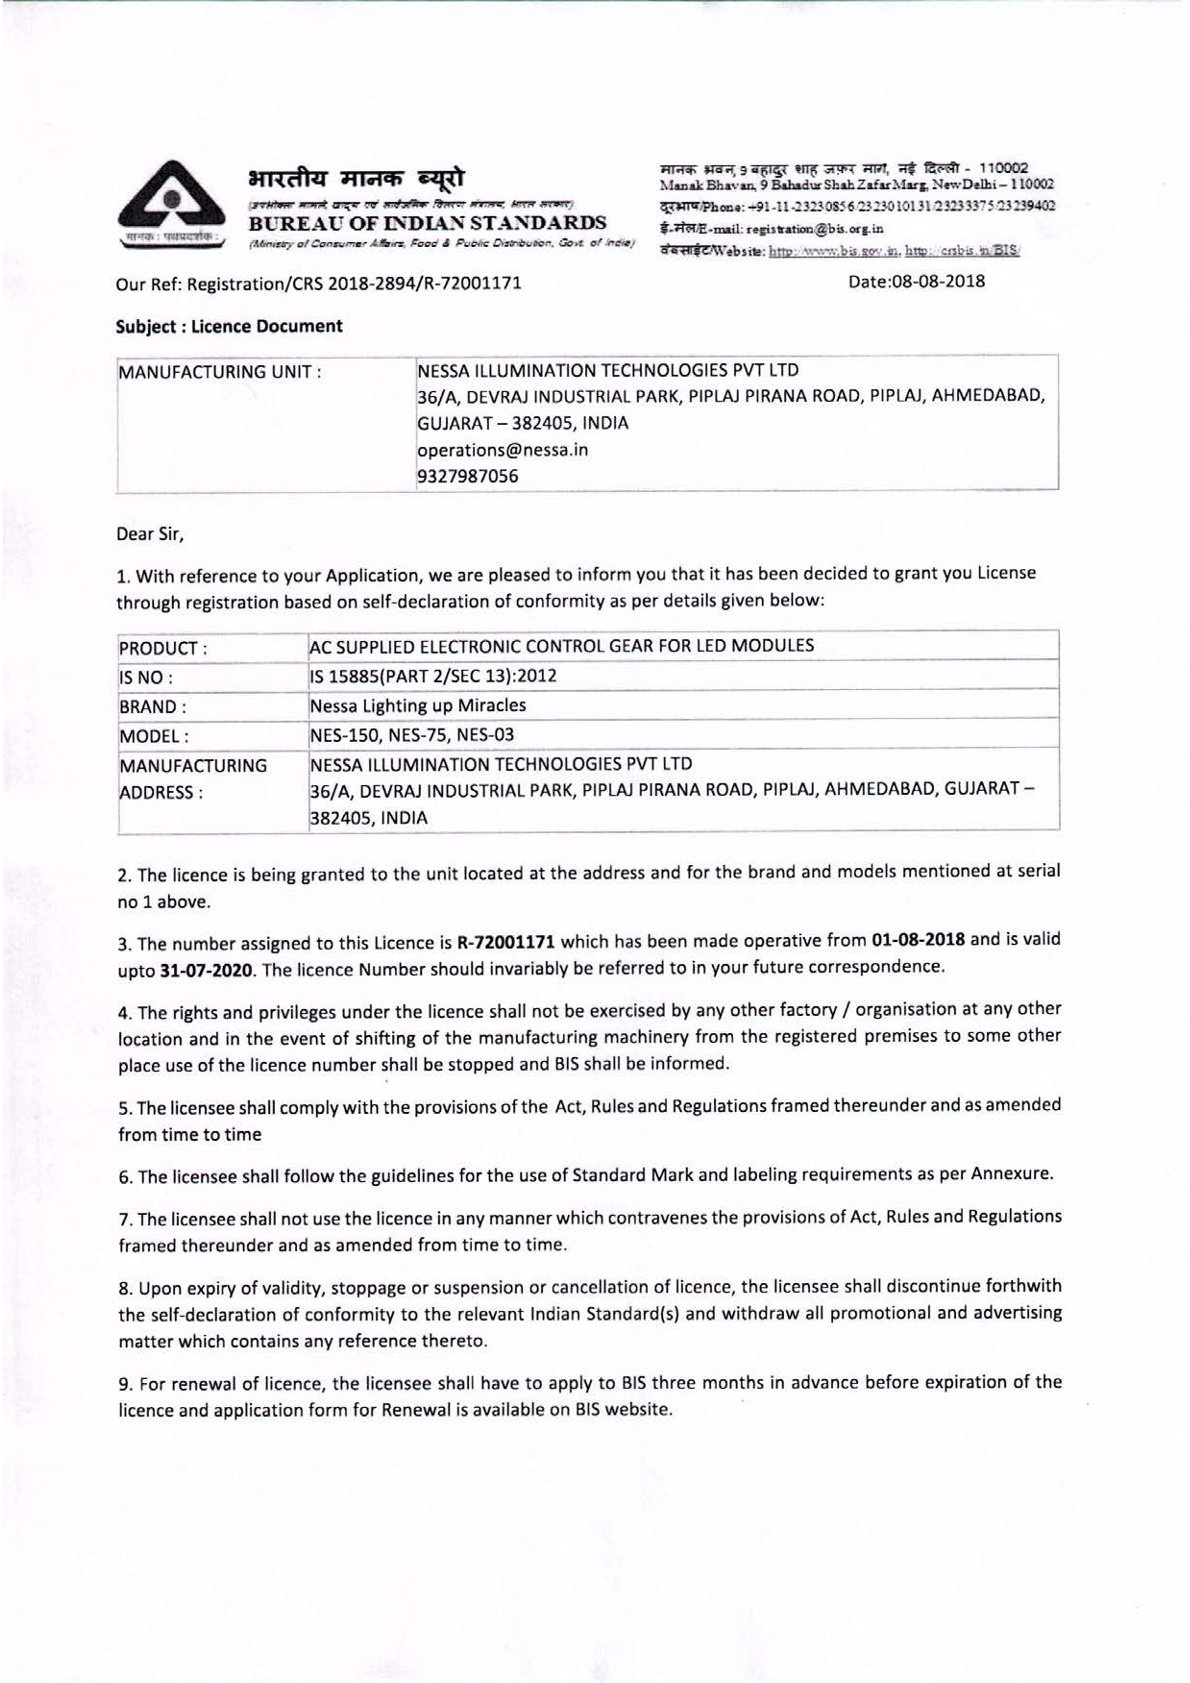 भारतीय मानक ब्यूरो
(उपभोक्ता मामले खाद्य एवं सार्वजनिक वितरण मंत्रालय, भारत सरकार)
BUREAU OF INDIAN STANDARDS
(Ministry of Consumer Affairs, Food & Public Distribution, Govt. of India)
मानक : पथप्रदर्शक :
मानक भवन, 9 बहादुर शाह ज़फर मार्ग, नई दिल्ली - 110002
Manak Bhavan, 9 Bahadur Shah Zafar Marg, New Delhi – 110002
दूरभाष/Phone: +91-11-23230856 23230101 31 23233375 23239402
ई-मेल/E-mail: registration@bis.org.in
वेबसाईट/Website: http://www.bis.gov.in, http://crsbis.in/BIS/
Our Ref: Registration/CRS 2018-2894/R-72001171 Date:08-08-2018
Subject : Licence Document
MANUFACTURING UNIT : NESSA ILLUMINATION TECHNOLOGIES PVT LTD
36/A, DEVRAJ INDUSTRIAL PARK, PIPLAJ PIRANA ROAD, PIPLAJ, AHMEDABAD,
GUJARAT – 382405, INDIA
operations@nessa.in
9327987056
Dear Sir,
1. With reference to your Application, we are pleased to inform you that it has been decided to grant you License
through registration based on self-declaration of conformity as per details given below:
PRODUCT : AC SUPPLIED ELECTRONIC CONTROL GEAR FOR LED MODULES
IS NO : IS 15885(PART 2/SEC 13):2012
BRAND : Nessa Lighting up Miracles
MODEL : NES-150, NES-75, NES-03
MANUFACTURING NESSA ILLUMINATION TECHNOLOGIES PVT LTD
ADDRESS : 36/A, DEVRAJ INDUSTRIAL PARK, PIPLAJ PIRANA ROAD, PIPLAJ, AHMEDABAD, GUJARAT –
382405, INDIA
2. The licence is being granted to the unit located at the address and for the brand and models mentioned at serial
no 1 above.
3. The number assigned to this Licence is R-72001171 which has been made operative from 01-08-2018 and is valid
upto 31-07-2020. The licence Number should invariably be referred to in your future correspondence.
4. The rights and privileges under the licence shall not be exercised by any other factory / organisation at any other
location and in the event of shifting of the manufacturing machinery from the registered premises to some other
place use of the licence number shall be stopped and BIS shall be informed.
5. The licensee shall comply with the provisions of the Act, Rules and Regulations framed thereunder and as amended
from time to time
6. The licensee shall follow the guidelines for the use of Standard Mark and labeling requirements as per Annexure.
7. The licensee shall not use the licence in any manner which contravenes the provisions of Act, Rules and Regulations
framed thereunder and as amended from time to time.
8. Upon expiry of validity, stoppage or suspension or cancellation of licence, the licensee shall discontinue forthwith
the self-declaration of conformity to the relevant Indian Standard(s) and withdraw all promotional and advertising
matter which contains any reference thereto.
9. For renewal of licence, the licensee shall have to apply to BIS three months in advance before expiration of the
licence and application form for Renewal is available on BIS website.